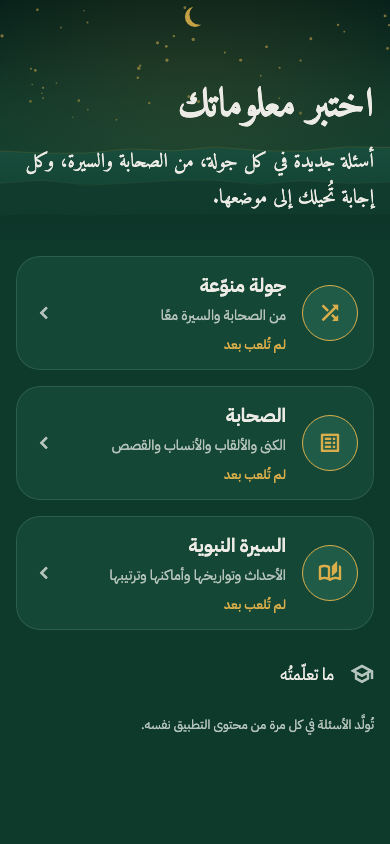 اختبر معلوماتك
أسئلة جديدة في كل جولة، من الصحابة والسيرة، وكل
إجابة تُحيلك إلى موضعها.
جولة منوّعة
من الصحابة والسيرة معًا
لم تُلعب بعد
الصحابة
الكنى والألقاب والأنساب والقصص
لم تُلعب بعد
السيرة النبوية
الأحداث وتواريخها وأماكنها وترتيبها
لم تُلعب بعد
ما تعلّمتُه
تُولَّد الأسئلة في كل مرة من محتوى التطبيق نفسه.